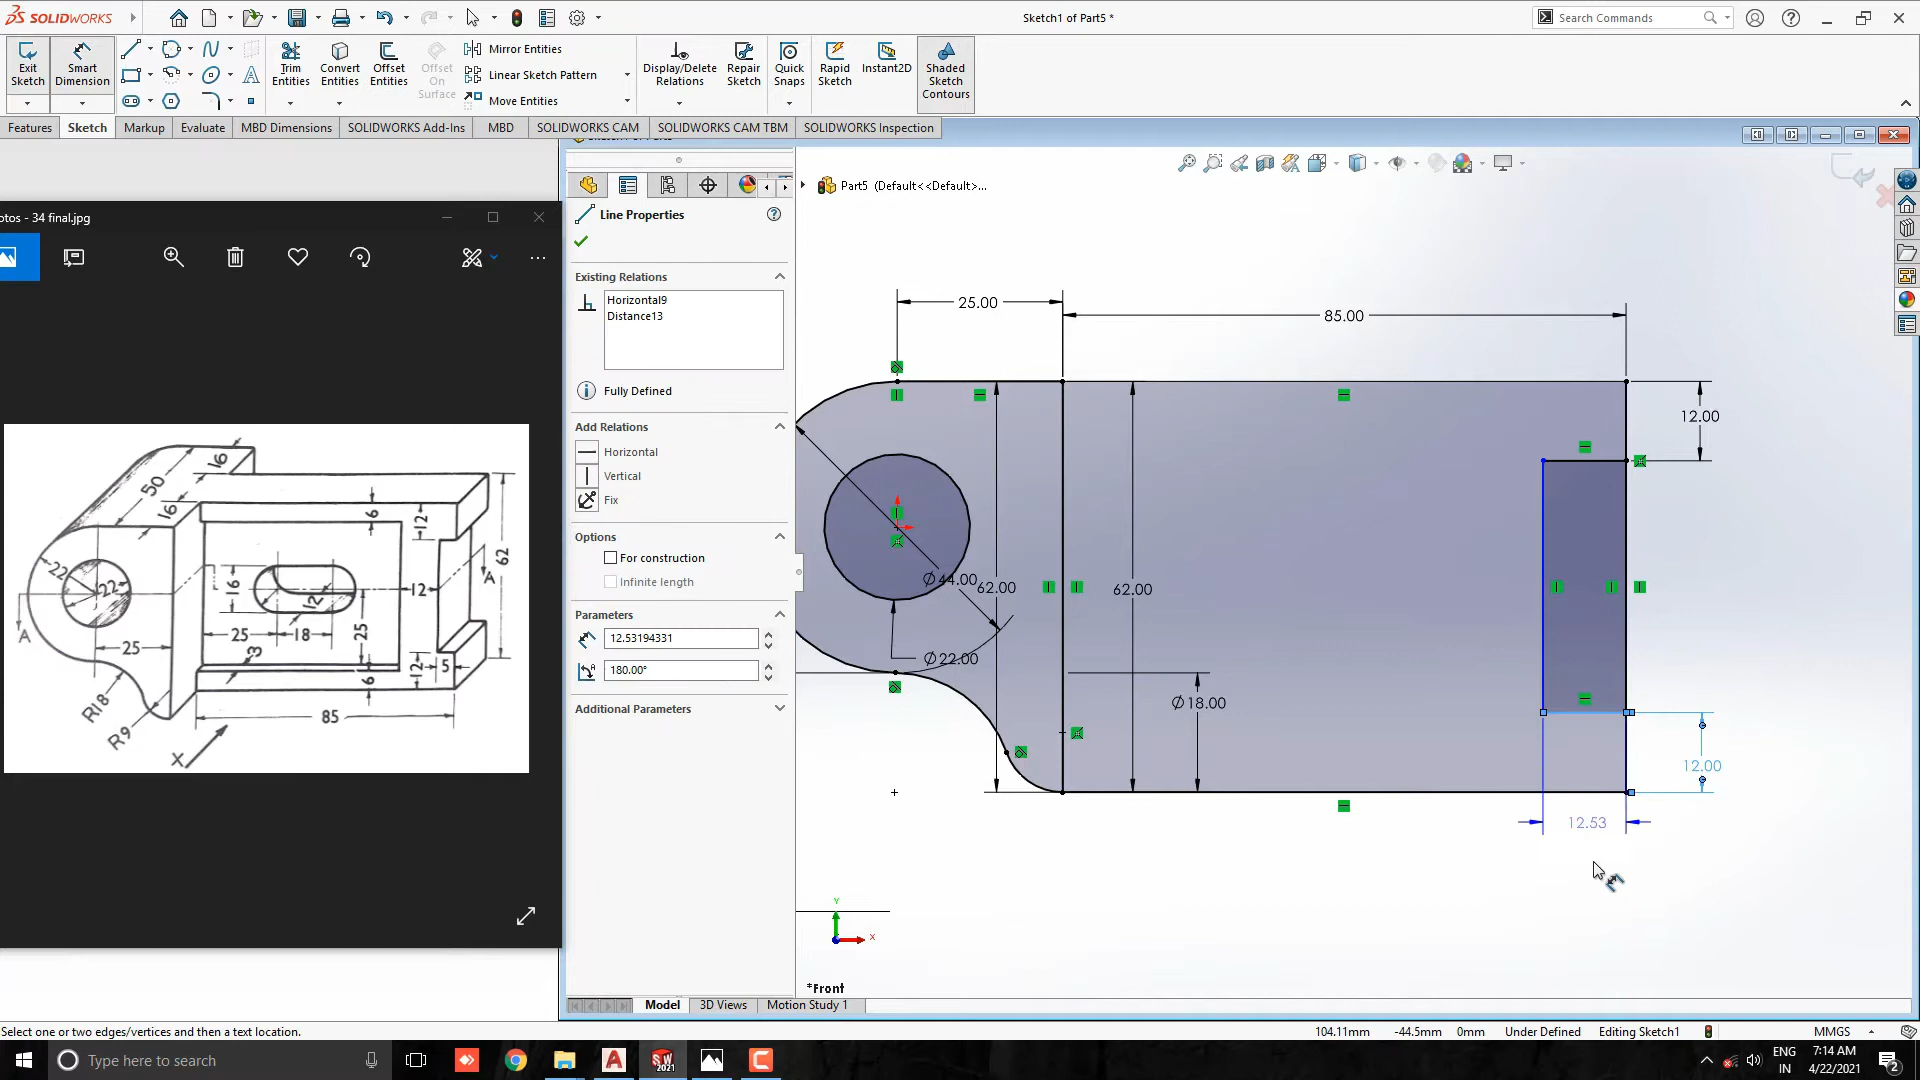 SOLIDWORKS
Sketch1 of Part5 *
Search Commands
Exit Sketch
Smart Dimension
Trim Entities
Convert Entities
Offset Entities
Offset On Surface
Mirror Entities
Linear Sketch Pattern
Move Entities
Display/Delete Relations
Repair Sketch
Quick Snaps
Rapid Sketch
Instant2D
Shaded Sketch Contours
Features
Sketch
Markup
Evaluate
MBD Dimensions
SOLIDWORKS Add-Ins
MBD
SOLIDWORKS CAM
SOLIDWORKS CAM TBM
SOLIDWORKS Inspection
otos - 34 final.jpg
16
50
16
6
12
62
22
22
16
12
12
A
A
25
18
25
25
3
6
12
5
R18
R9
85
X
Line Properties
Existing Relations
Horizontal9
Distance13
Fully Defined
Add Relations
Horizontal
Vertical
Fix
Options
For construction
Infinite length
Parameters
12.53194331
180.00°
Additional Parameters
Part5 (Default<<Default>...
25.00
85.00
12.00
Ø44.00
62.00
62.00
Ø22.00
Ø18.00
12.00
12.53
Y
X
*Front
Model
3D Views
Motion Study 1
Select one or two edges/vertices and then a text location.
104.11mm
-44.5mm
0mm
Under Defined
Editing Sketch1
MMGS
Type here to search
SW
2021
ENG
IN
7:14 AM
4/22/2021
2